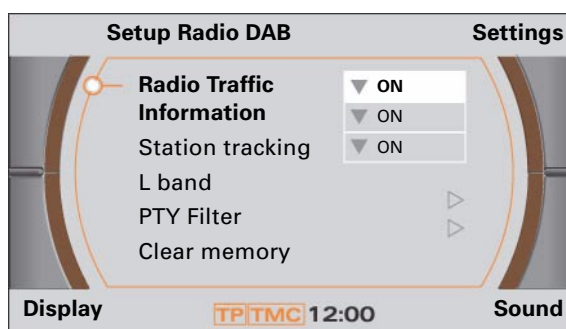 Setup Radio DAB
Settings
Radio Traffic
Information
ON
ON
Station tracking
ON
L band
PTY Filter
Clear memory
Display
TP TMC 12:00
Sound